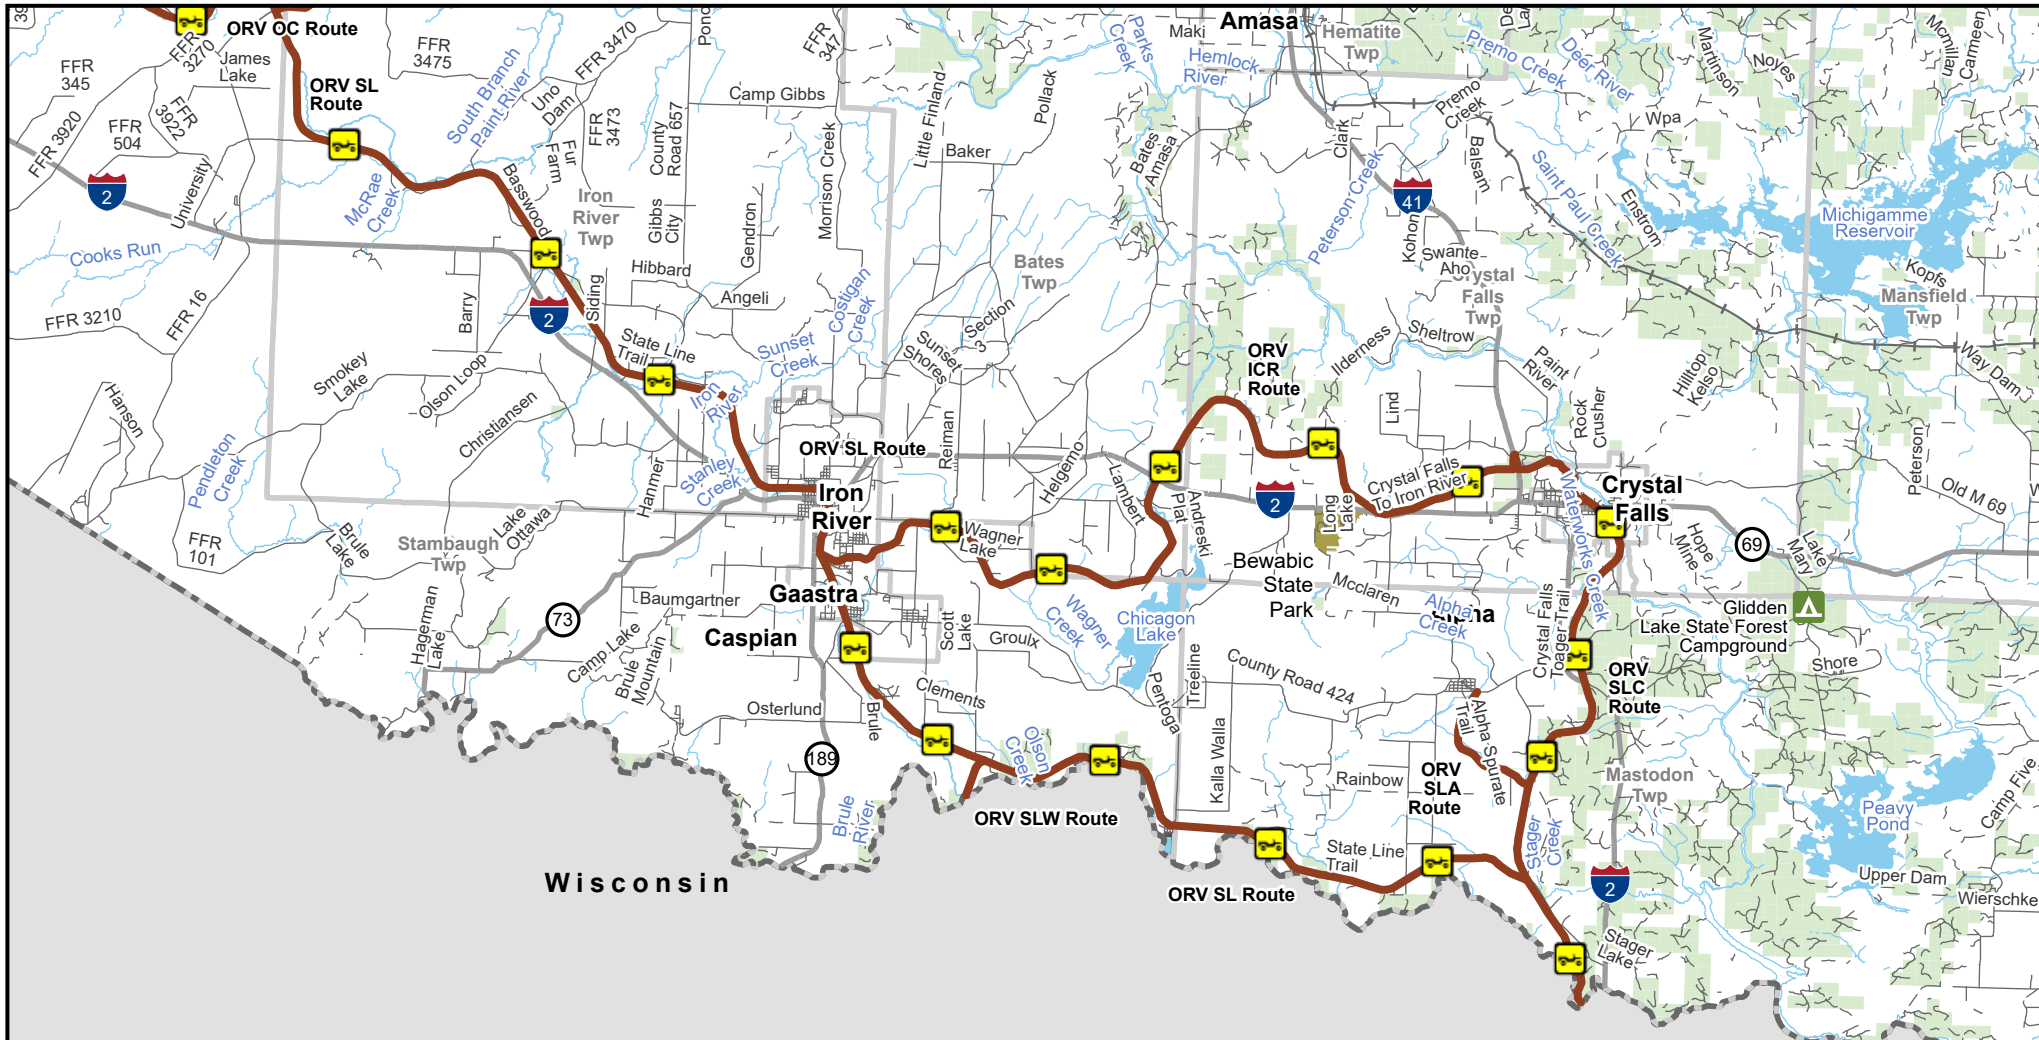 39
FFR
3270
ORV OC Route
James
Lake
FFR
345
FFR
3475
South Branch
Paint River
FFR 3470
FFR
347
Parks
Creek
Maki
Amasa
Hematite
Twp
Hemlock
River
Premo Creek
Deer River
Martinson
Noyes
Mcmillan
Carmen
ORV SL
Route
FFR
3922
FFR
504
FFR 3920
Uno
Dam
FFR
3473
County
Road 657
Camp Gibbs
Little Finland
Pollack
Baker
Premo
Creek
Clark
Wpa
Balsam
Bates
Amasa
Fur
Farm
University
McRae
Creek
Basswood
Iron
River
Twp
Gibbs
City
Gendron
Morrison Creek
Peterson Creek
Saint Paul Creek
Enstrom
Michigamme
Reservoir
2
41
Kohon
Swante
Aho
Crystal
Falls
Twp
Cooks Run
Hibbard
Angeli
Costigan
Creek
Bates
Twp
Kopfs
Mansfield
Twp
Barry
Siding
2
FFR 3210
FFR 16
State Line
Trail
Sunset
Creek
Sunset
Shores
Section
3
Ilderness
Sheltrow
Way Dam
ORV
ICR
Route
Paint
River
Hilltop
Kelso
Smokey
Lake
Olson Loop
Christiansen
Iron
River
Lind
Rock
Crusher
Hanson
Pendleton
Creek
Hanmer
Stanley
Creek
ORV SL Route
Reiman
Helgemo
Lambert
Crystal Falls
To Iron River
Peterson
Old M 69
Iron
River
Crystal
Falls
Plat
Andreski
2
Long
Lake
Waterworks Creek
FFR
101
Brule
Lake
Stambaugh
Twp
Lake
Ottawa
Wagner
Lake
Hope
Mine
69
Lake
Mary
Bewabic
State
Park
Mcclaren
Hageman
Lake
73
Baumgartner
Gaastra
Caspian
Scott
Lake
Groulx
Wagner
Creek
Chicagon
Lake
Alpha
Creek
Alpha
Crystal Falls
Toager Trail
Glidden
Lake State Forest
Campground
Shore
Camp Lake
Brule
Mountain
Osterlund
Brule
Clements
Pentoga
Treeline
County Road 424
ORV
SLC
Route
189
Olson
Creek
Kalla Walla
Alpha Spurate
Trail
Rainbow
ORV
SLA
Route
Mastodon
Twp
Peavy
Pond
Camp Five
Brule
River
ORV SLW Route
State Line
Trail
Stager
Creek
Wisconsin
ORV SL Route
2
Upper Dam
Wierschke
Stager
Lake